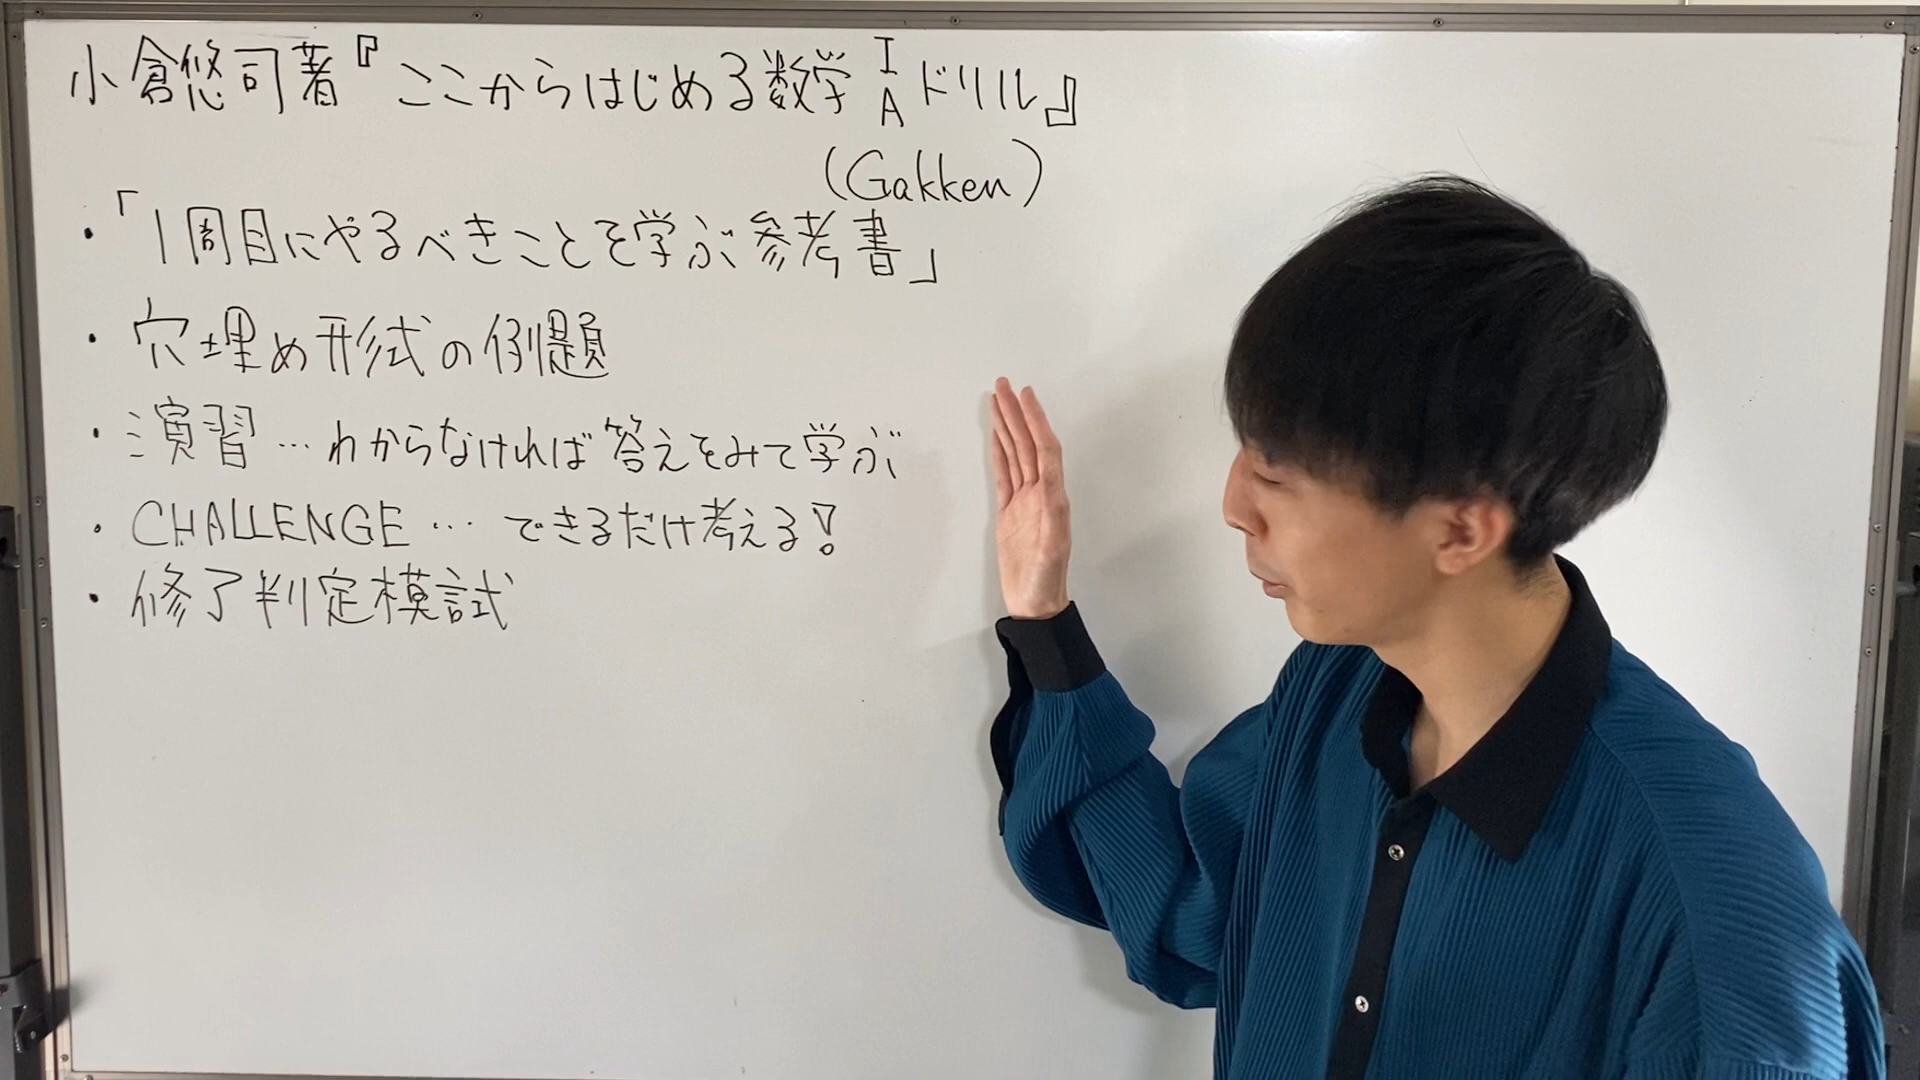 小倉悠司著『ここからはじめる数学ⅠAドリル』
(Gakken)
・「1周目にやるべきことを学ぶ参考書」
・穴埋め形式の例題
・演習…わからなければ答えをみて学ぶ
・CHALLENGE…できるだけ考える!
・修了判定模試